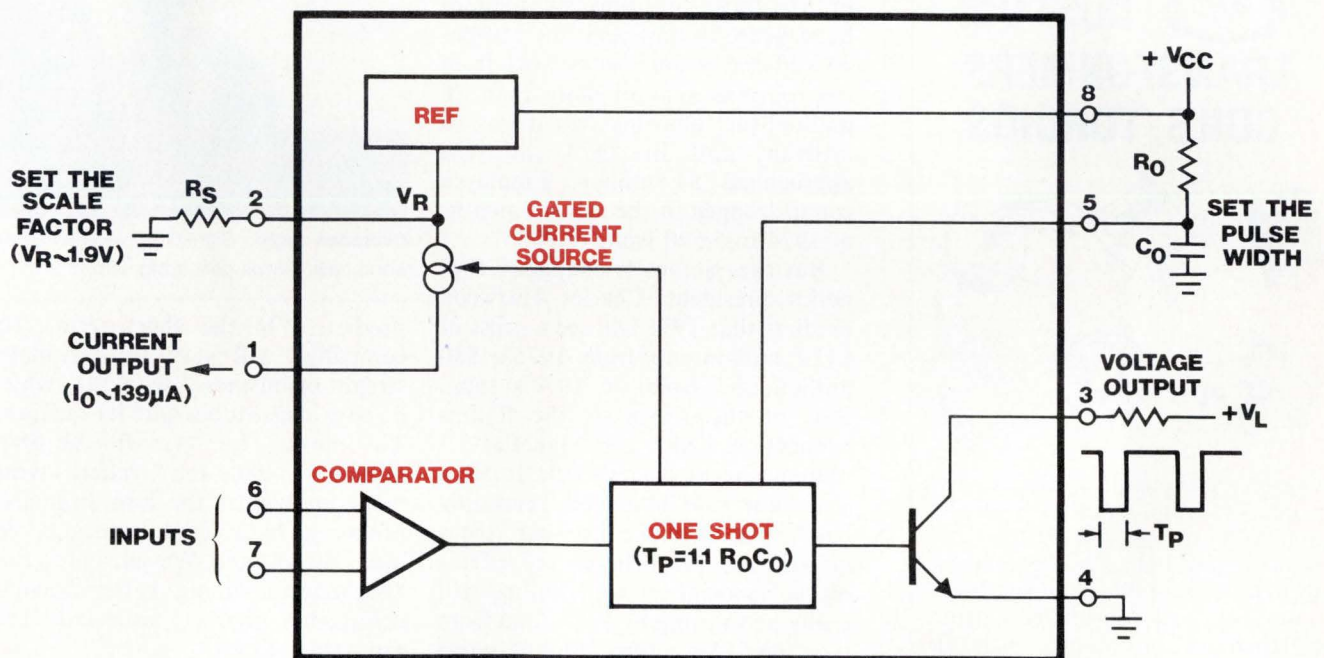 + VCC
8
REF
RO
SET THE
SCALE
FACTOR
(VR~1.9V)
RS
2
VR
GATED
CURRENT
SOURCE
5
SET THE
PULSE
WIDTH
CO
CURRENT
OUTPUT
(IO~139µA)
1
VOLTAGE
OUTPUT
3
+VL
COMPARATOR
6
INPUTS
7
ONE SHOT
(TP=1.1 ROCO)
TP
4